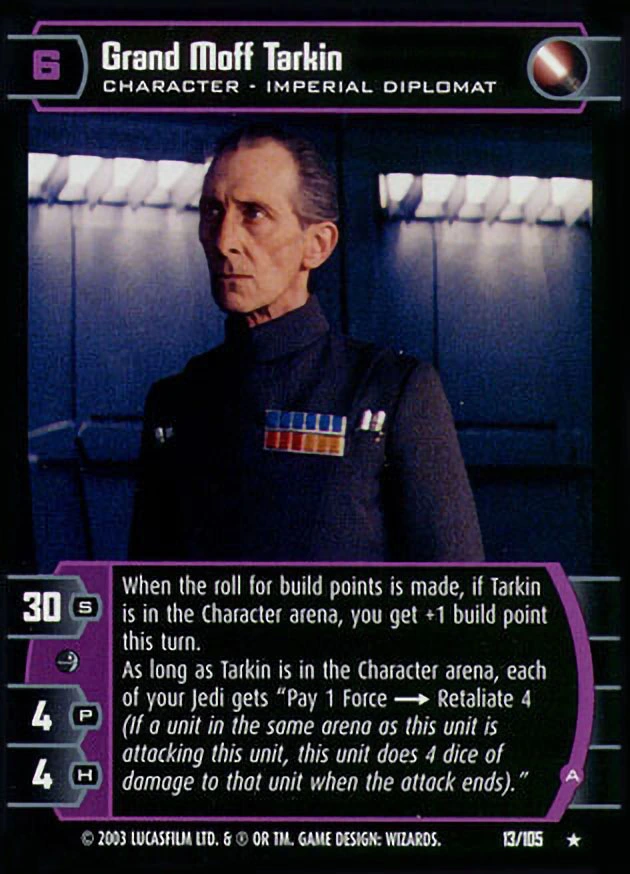 6
Grand Moff Tarkin
CHARACTER - IMPERIAL DIPLOMAT
30 S
4 P
4 H
When the roll for build points is made, if Tarkin
is in the Character arena, you get +1 build point
this turn.
As long as Tarkin is in the Character arena, each
of your Jedi gets “Pay 1 Force → Retaliate 4
(If a unit in the same arena as this unit is
attacking this unit, this unit does 4 dice of
damage to that unit when the attack ends).”
A
© 2003 LUCASFILM LTD. & ® OR TM. GAME DESIGN: WIZARDS. 13/105 ★